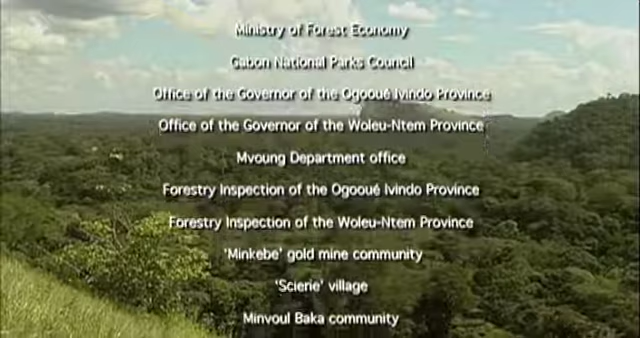 Ministry of Forest Economy
Gabon National Parks Council
Office of the Governor of the Ogooué Ivindo Province
Office of the Governor of the Woleu-Ntem Province
Mvoung Department office
Forestry Inspection of the Ogooué Ivindo Province
Forestry Inspection of the Woleu-Ntem Province
'Minkebe' gold mine community
'Scierie' village
Minvoul Baka community